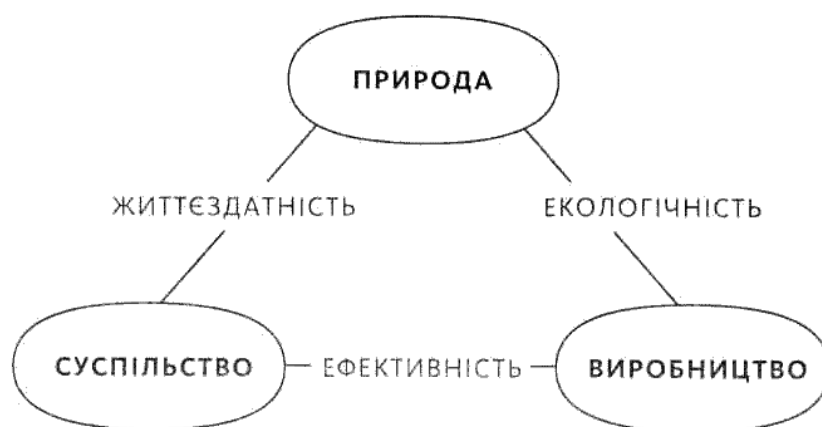 ПРИРОДА
ЖИТТЄЗДАТНІСТЬ ЕКОЛОГІЧНІСТЬ
СУСПІЛЬСТВО ЕФЕКТИВНІСТЬ ВИРОБНИЦТВО